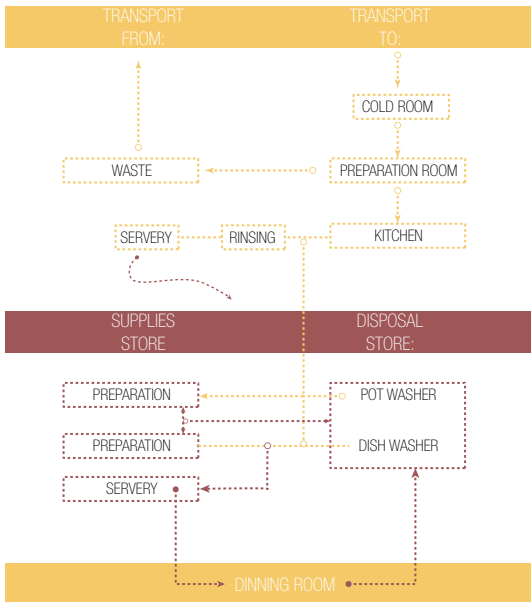 TRANSPORT
FROM:
TRANSPORT
TO:
COLD ROOM
WASTE
PREPARATION ROOM
SERVERY
RINSING
KITCHEN
SUPPLIES
STORE
DISPOSAL
STORE:
PREPARATION
POT WASHER
PREPARATION
DISH WASHER
SERVERY
DINNING ROOM